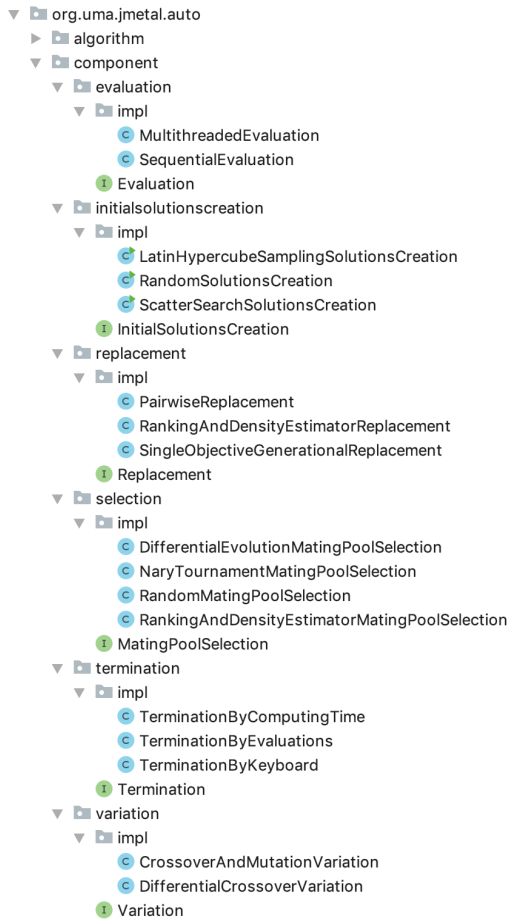 org.uma.jmetal.auto
algorithm
component
evaluation
impl
C MultithreadedEvaluation
C SequentialEvaluation
I Evaluation
initialsolutionscreation
impl
C LatinHypercubeSamplingSolutionsCreation
C RandomSolutionsCreation
C ScatterSearchSolutionsCreation
I InitialSolutionsCreation
replacement
impl
C PairwiseReplacement
C RankingAndDensityEstimatorReplacement
C SingleObjectiveGenerationalReplacement
I Replacement
selection
impl
C DifferentialEvolutionMatingPoolSelection
C NaryTournamentMatingPoolSelection
C RandomMatingPoolSelection
C RankingAndDensityEstimatorMatingPoolSelection
I MatingPoolSelection
termination
impl
C TerminationByComputingTime
C TerminationByEvaluations
C TerminationByKeyboard
I Termination
variation
impl
C CrossoverAndMutationVariation
C DifferentialCrossoverVariation
I Variation